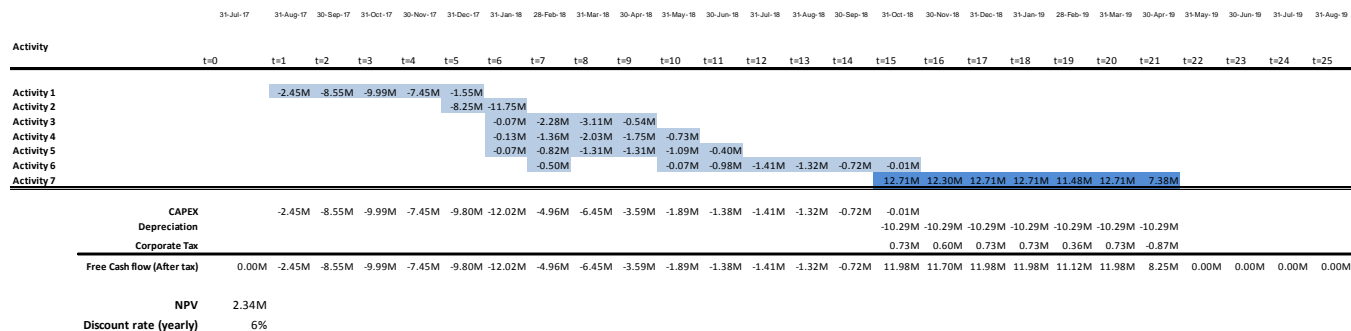 31-Jul-17 31-Aug-17 30-Sep-17 31-Oct-17 30-Nov-17 31-Dec-17 31-Jan-18 28-Feb-18 31-Mar-18 30-Apr-18 31-May-18 30-Jun-18 31-Jul-18 31-Aug-18 30-Sep-18 31-Oct-18 30-Nov-18 31-Dec-18 31-Jan-19 28-Feb-19 31-Mar-19 30-Apr-19 31-May-19 30-Jun-19 31-Jul-19 31-Aug-19
Activity
t=0 t=1 t=2 t=3 t=4 t=5 t=6 t=7 t=8 t=9 t=10 t=11 t=12 t=13 t=14 t=15 t=16 t=17 t=18 t=19 t=20 t=21 t=22 t=23 t=24 t=25
Activity 1 -2.45M -8.55M -9.99M -7.45M -1.55M
Activity 2 -8.25M -11.75M
Activity 3 -0.07M -2.28M -3.11M -0.54M
Activity 4 -0.13M -1.36M -2.03M -1.75M -0.73M
Activity 5 -0.07M -0.82M -1.31M -1.31M -1.09M -0.40M
Activity 6 -0.50M -0.07M -0.98M -1.41M -1.32M -0.72M -0.01M
Activity 7 12.71M 12.30M 12.71M 12.71M 11.48M 12.71M 7.38M
CAPEX -2.45M -8.55M -9.99M -7.45M -9.80M -12.02M -4.96M -6.45M -3.59M -1.89M -1.38M -1.41M -1.32M -0.72M -0.01M
Depreciation -10.29M -10.29M -10.29M -10.29M -10.29M -10.29M -10.29M
Corporate Tax 0.73M 0.60M 0.73M 0.73M 0.36M 0.73M -0.87M
Free Cash flow (After tax) 0.00M -2.45M -8.55M -9.99M -7.45M -9.80M -12.02M -4.96M -6.45M -3.59M -1.89M -1.38M -1.41M -1.32M -0.72M 11.98M 11.70M 11.98M 11.98M 11.12M 11.98M 8.25M 0.00M 0.00M 0.00M 0.00M
NPV 2.34M
Discount rate (yearly) 6%